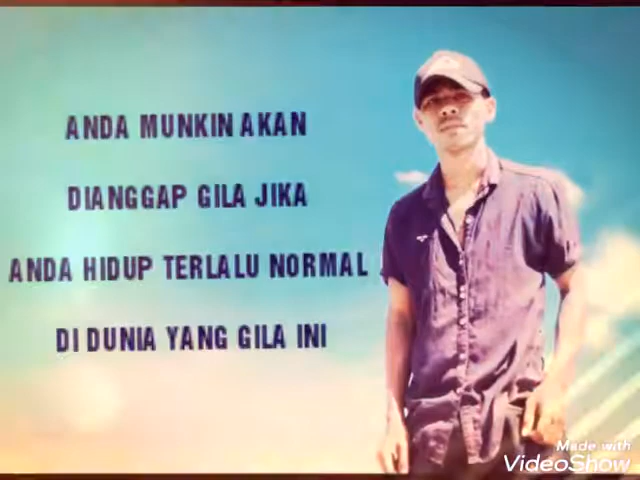 ANDA MUNKIN AKAN
DIANGGAP GILA JIKA
ANDA HIDUP TERLALU NORMAL
DI DUNIA YANG GILA INI
Made with
VideoShow